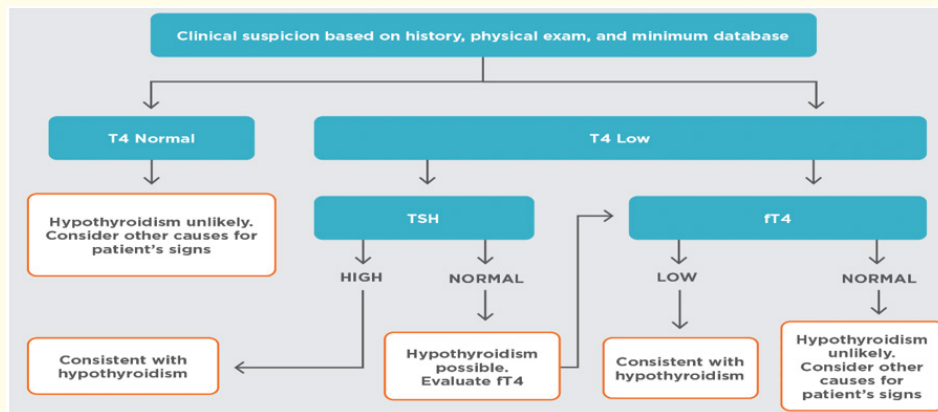 Clinical suspicion based on history, physical exam, and minimum database
T4 Normal
T4 Low
Hypothyroidism unlikely.
Consider other causes for
patient's signs
TSH
fT4
HIGH
NORMAL
LOW
NORMAL
Consistent with
hypothyroidism
Hypothyroidism
possible.
Evaluate fT4
Consistent with
hypothyroidism
Hypothyroidism
unlikely.
Consider other
causes for
patient's signs